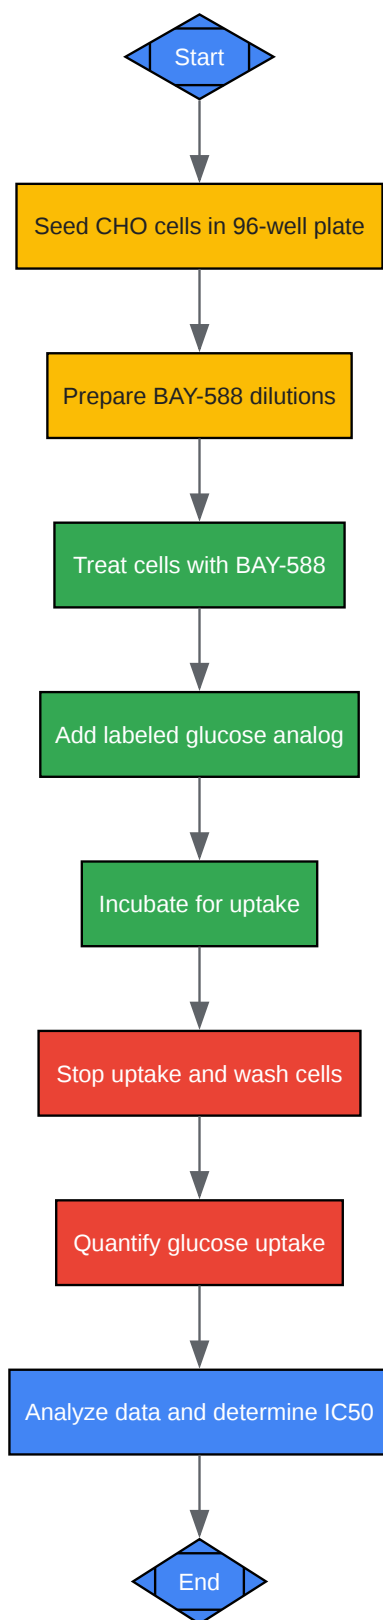 Start
Seed CHO cells in 96-well plate
Prepare BAY-588 dilutions
Treat cells with BAY-588
Add labeled glucose analog
Incubate for uptake
Stop uptake and wash cells
Quantify glucose uptake
Analyze data and determine IC50
End